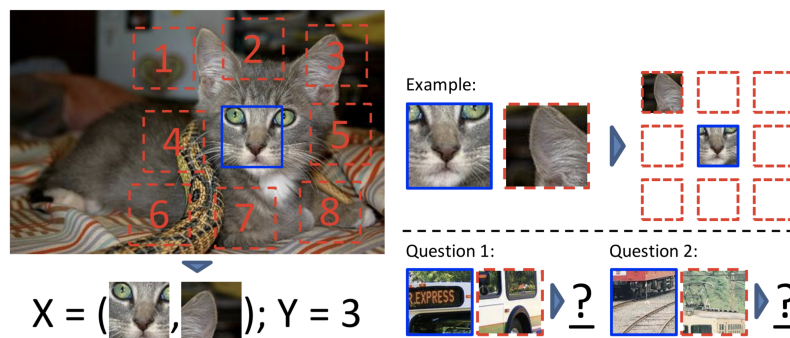 1
2
3
4
5
6
7
8
X = ( , ); Y = 3
Example:
Question 1:
Question 2:
R.EXPRESS
?
?